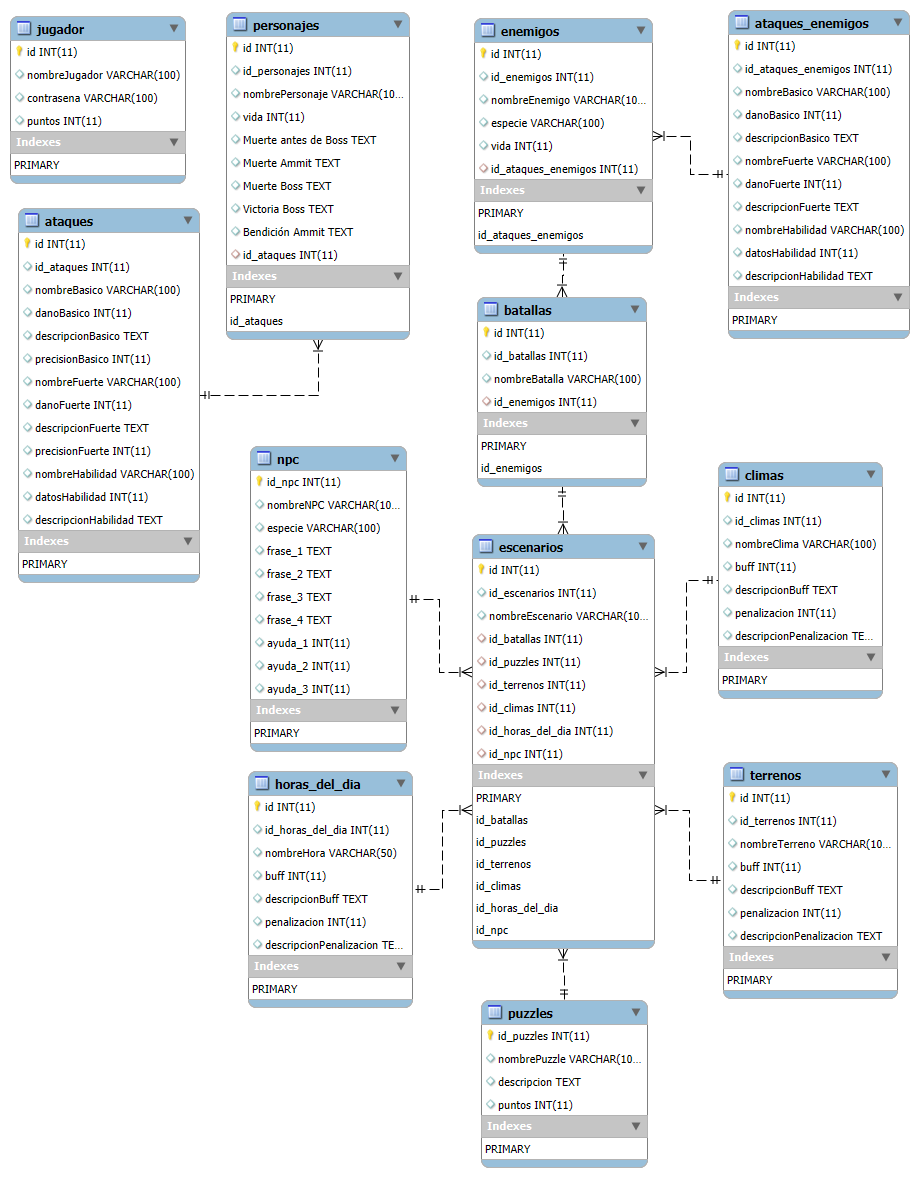 jugador
id INT(11)
nombreJugador VARCHAR(100)
contrasena VARCHAR(100)
puntos INT(11)
Indexes
PRIMARY
personajes
id INT(11)
id_personajes INT(11)
nombrePersonaje VARCHAR(10...
vida INT(11)
Muerte antes de Boss TEXT
Muerte Ammit TEXT
Muerte Boss TEXT
Victoria Boss TEXT
Bendición Ammit TEXT
id_ataques INT(11)
Indexes
PRIMARY
id_ataques
enemigos
id INT(11)
id_enemigos INT(11)
nombreEnemigo VARCHAR(10...
especie VARCHAR(100)
vida INT(11)
id_ataques_enemigos INT(11)
Indexes
PRIMARY
id_ataques_enemigos
ataques_enemigos
id INT(11)
id_ataques_enemigos INT(11)
nombreBasico VARCHAR(100)
danoBasico INT(11)
descripcionBasico TEXT
nombreFuerte VARCHAR(100)
danoFuerte INT(11)
descripcionFuerte TEXT
nombreHabilidad VARCHAR(100)
datosHabilidad INT(11)
descripcionHabilidad TEXT
Indexes
PRIMARY
ataques
id INT(11)
id_ataques INT(11)
nombreBasico VARCHAR(100)
danoBasico INT(11)
descripcionBasico TEXT
precisionBasico INT(11)
nombreFuerte VARCHAR(100)
danoFuerte INT(11)
descripcionFuerte TEXT
precisionFuerte INT(11)
nombreHabilidad VARCHAR(100)
datosHabilidad INT(11)
descripcionHabilidad TEXT
Indexes
PRIMARY
batallas
id INT(11)
id_batallas INT(11)
nombreBatalla VARCHAR(100)
id_enemigos INT(11)
Indexes
PRIMARY
id_enemigos
npc
id_npc INT(11)
nombreNPC VARCHAR(10...
especie VARCHAR(100)
frase_1 TEXT
frase_2 TEXT
frase_3 TEXT
frase_4 TEXT
ayuda_1 INT(11)
ayuda_2 INT(11)
ayuda_3 INT(11)
Indexes
PRIMARY
escenarios
id INT(11)
id_escenarios INT(11)
nombreEscenario VARCHAR(10...
id_batallas INT(11)
id_puzzles INT(11)
id_terrenos INT(11)
id_climas INT(11)
id_horas_del_dia INT(11)
id_npc INT(11)
Indexes
PRIMARY
id_batallas
id_puzzles
id_terrenos
id_climas
id_horas_del_dia
id_npc
climas
id INT(11)
id_climas INT(11)
nombreClima VARCHAR(100)
buff INT(11)
descripcionBuff TEXT
penalizacion INT(11)
descripcionPenalizacion TE...
Indexes
PRIMARY
horas_del_dia
id INT(11)
id_horas_del_dia INT(11)
nombreHora VARCHAR(50)
buff INT(11)
descripcionBuff TEXT
penalizacion INT(11)
descripcionPenalizacion TE...
Indexes
PRIMARY
terrenos
id INT(11)
id_terrenos INT(11)
nombreTerreno VARCHAR(10...
buff INT(11)
descripcionBuff TEXT
penalizacion INT(11)
descripcionPenalizacion TEXT
Indexes
PRIMARY
puzzles
id_puzzles INT(11)
nombrePuzzle VARCHAR(10...
descripcion TEXT
puntos INT(11)
Indexes
PRIMARY